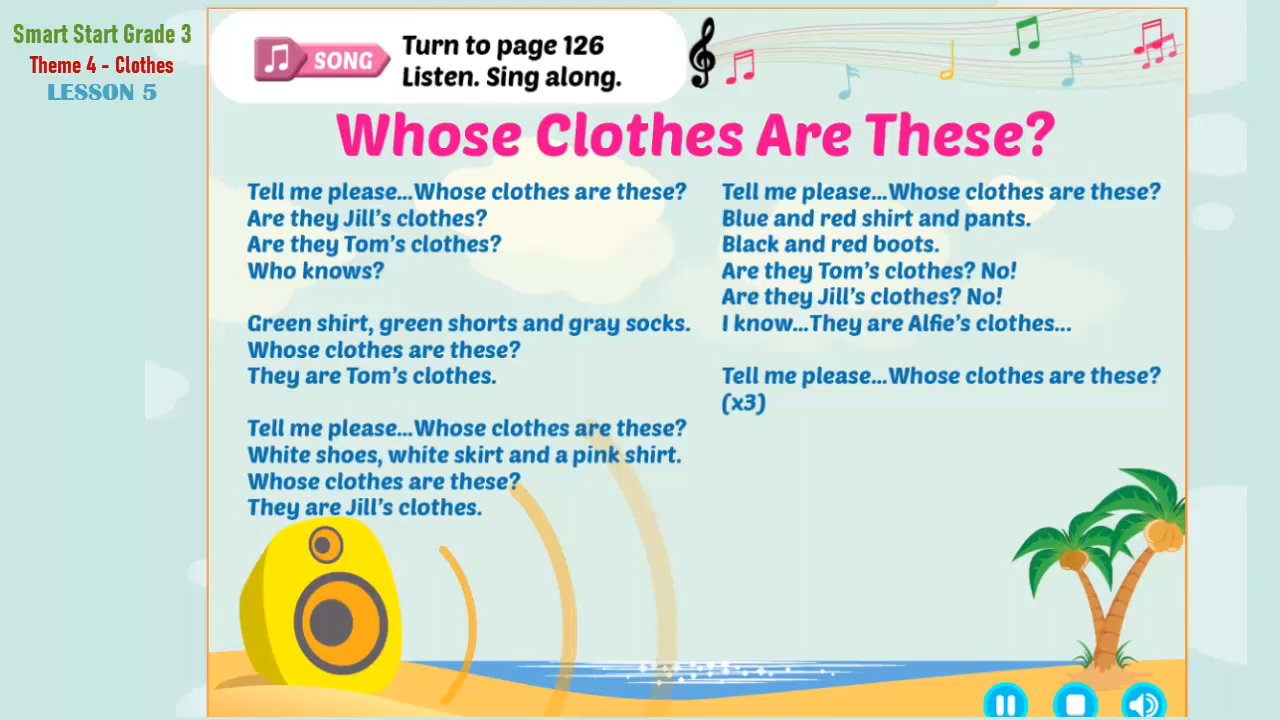 Smart Start Grade 3
Theme 4 - Clothes
LESSON 5
SONG
Turn to page 126
Listen. Sing along.
Whose Clothes Are These?
Tell me please...Whose clothes are these?
Are they Jill's clothes?
Are they Tom's clothes?
Who knows?
Green shirt, green shorts and gray socks.
Whose clothes are these?
They are Tom's clothes.
Tell me please...Whose clothes are these?
White shoes, white skirt and a pink shirt.
Whose clothes are these?
They are Jill's clothes.
Tell me please...Whose clothes are these?
Blue and red shirt and pants.
Black and red boots.
Are they Tom's clothes? No!
Are they Jill's clothes? No!
I know...They are Alfie's clothes...
Tell me please...Whose clothes are these?
(x3)